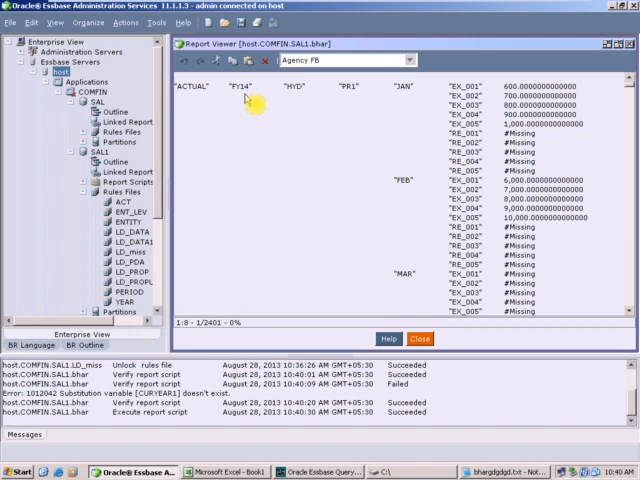 Oracle® Essbase Administration Services 11.1.1.3 - admin connected on host
File Edit View Organize Actions Tools Help
Enterprise View
Administration Servers
Essbase Servers
host
Applications
COMFIN
SAL
Outline
Linked Report
Rules Files
Partitions
SAL1
Outline
Linked Report
Report Scripts
Rules Files
ACT
ENT_LEV
ENTITY
LD_DATA
LD_DATA1
LD_miss
LD_PDA
LD_PROP
LD_PROPL
PERIOD
YEAR
Partitions
Enterprise View
BR Language BR Outline
Report Viewer [host.COMFIN.SAL1.bhar]
Agency FB
"ACTUAL" "FY14" "HYD" "PR1" "JAN" "EX_001" 600.0000000000000
"EX_002" 700.0000000000000
"EX_003" 800.0000000000000
"EX_004" 900.0000000000000
"EX_005" 1,000.0000000000000
"RE_001" #Missing
"RE_002" #Missing
"RE_003" #Missing
"RE_004" #Missing
"RE_005" #Missing
"FEB" "EX_001" 6,000.0000000000000
"EX_002" 7,000.0000000000000
"EX_003" 8,000.0000000000000
"EX_004" 9,000.0000000000000
"EX_005" 10,000.0000000000000
"RE_001" #Missing
"RE_002" #Missing
"RE_003" #Missing
"RE_004" #Missing
"RE_005" #Missing
"MAR" "EX_001" #Missing
"EX_002" #Missing
"EX_003" #Missing
"EX_004" #Missing
"EX_005" #Missing
1:8 - 1/2401 - 0%
Help Close
host.COMFIN.SAL1.LD_miss Unlock rules file August 28, 2013 10:36:26 AM GMT+05:30 Succeeded
host.COMFIN.SAL1.bhar Verify report script August 28, 2013 10:40:01 AM GMT+05:30 Succeeded
host.COMFIN.SAL1.bhar Verify report script August 28, 2013 10:40:09 AM GMT+05:30 Failed
Error: 1012042 Substitution variable [CURYEAR1] doesn't exist.
host.COMFIN.SAL1.bhar Verify report script August 28, 2013 10:40:20 AM GMT+05:30 Succeeded
host.COMFIN.SAL1.bhar Execute report script August 28, 2013 10:40:30 AM GMT+05:30 Succeeded
Messages
Start Oracle® Essbase A... Microsoft Excel - Book1 Oracle Essbase Query... C:\ bhargdgdgd.txt - Not... 10:40 AM